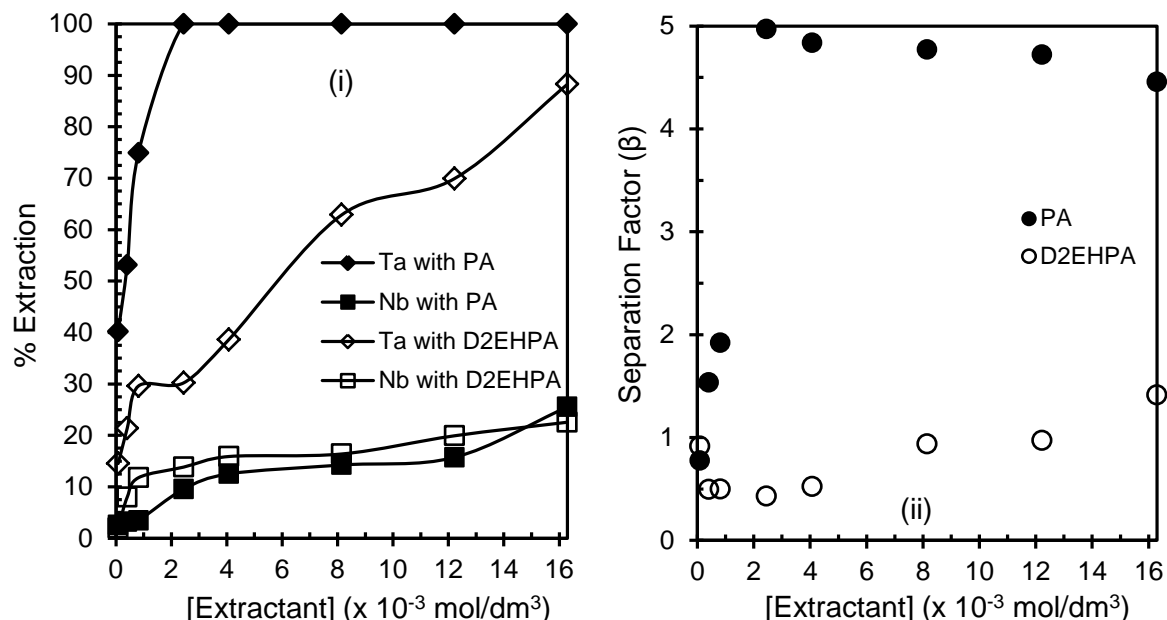 100
90
80
70
60
50
40
30
20
10
0
% Extraction
(i)
Ta with PA
Nb with PA
Ta with D2EHPA
Nb with D2EHPA
0 2 4 6 8 10 12 14 16
[Extractant] (x 10⁻³ mol/dm³)
5
4
3
2
1
0
Separation Factor (β)
PA
D2EHPA
(ii)
0 2 4 6 8 10 12 14 16
[Extractant] (x 10⁻³ mol/dm³)